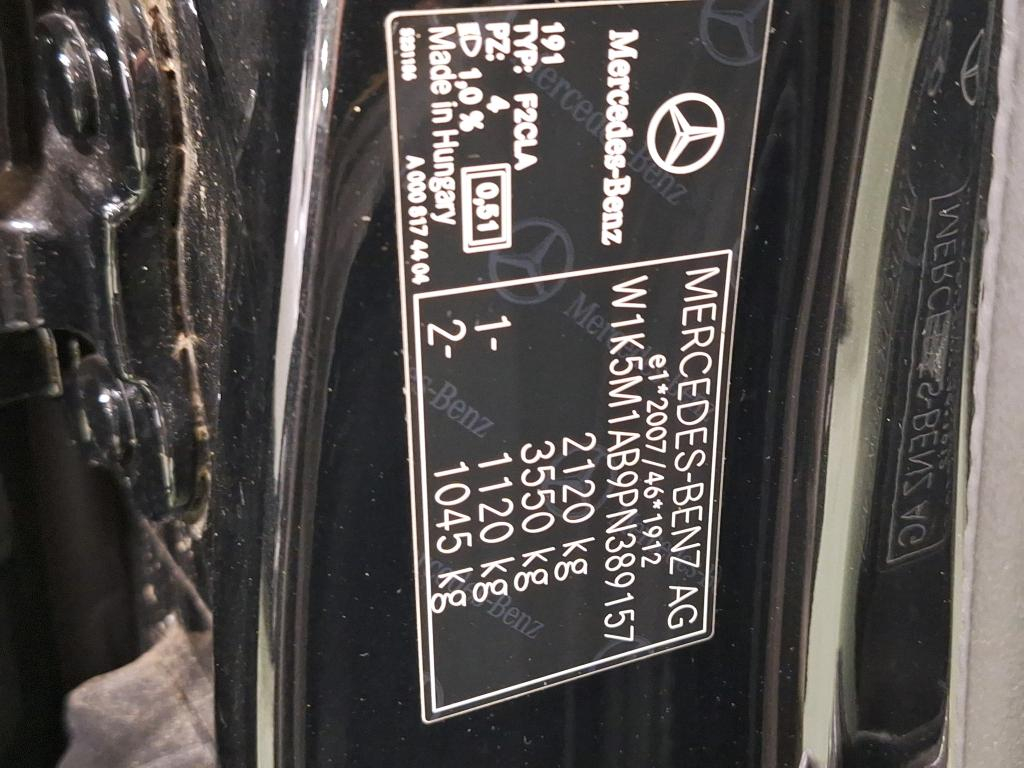 Mercedes-Benz
191
TYP: F2CLA
PZ: 4
1,0 %
0,51
Made in Hungary
A 000 817 44 04
MERCEDES-BENZ AG
e1*2007/46*1912
W1K5M1AB9PN389157
2120 kg
3550 kg
1- 1120 kg
2- 1045 kg
MERCEDES-BENZ AG